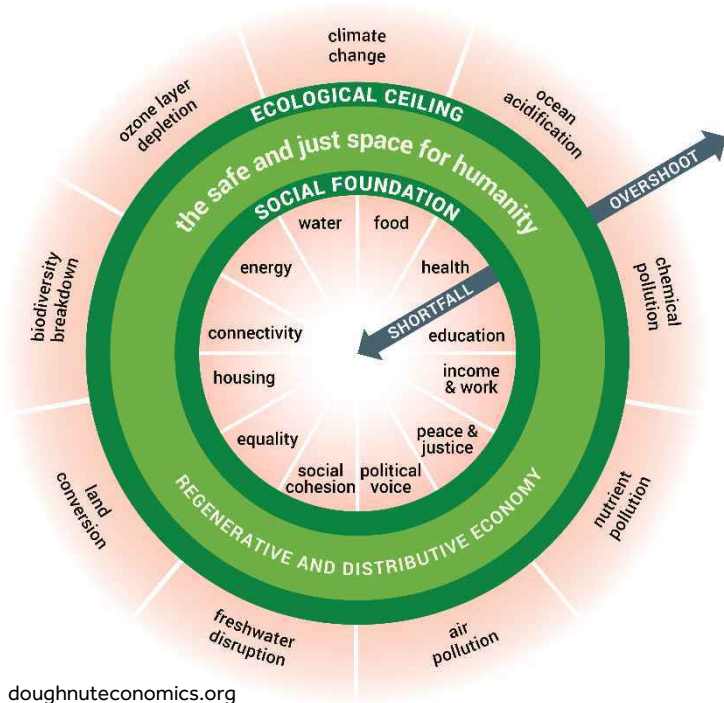 climate
change
ocean
acidification
chemical
pollution
nutrient
pollution
air
pollution
freshwater
disruption
land
conversion
biodiversity
breakdown
ozone layer
depletion
ECOLOGICAL CEILING
the safe and just space for humanity
SOCIAL FOUNDATION
OVERSHOOT
SHORTFALL
water
food
health
education
income
& work
peace &
justice
political
voice
social
cohesion
equality
housing
connectivity
energy
REGENERATIVE AND DISTRIBUTIVE ECONOMY
doughnuteconomics.org